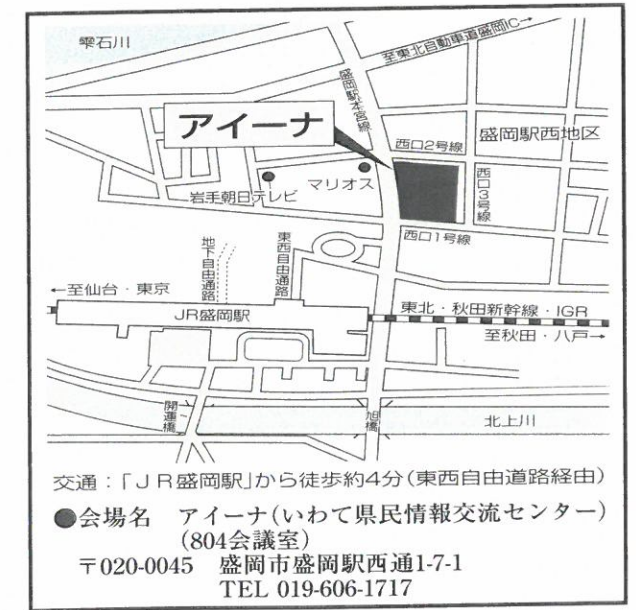 雫石川
至東北自動車道盛岡IC→
盛岡駅本宮線
アイーナ
西口2号線
盛岡駅西地区
マリオス
岩手朝日テレビ
西口3号線
西口1号線
地下自由通路
東西自由通路
←至仙台・東京
JR盛岡駅
東北・秋田新幹線・IGR
至秋田・八戸→
開運橋
旭橋
北上川
交通：「JR盛岡駅」から徒歩約4分(東西自由道路経由)
●会場名 アイーナ(いわて県民情報交流センター)
(804会議室)
〒020-0045 盛岡市盛岡駅西通1-7-1
TEL 019-606-1717